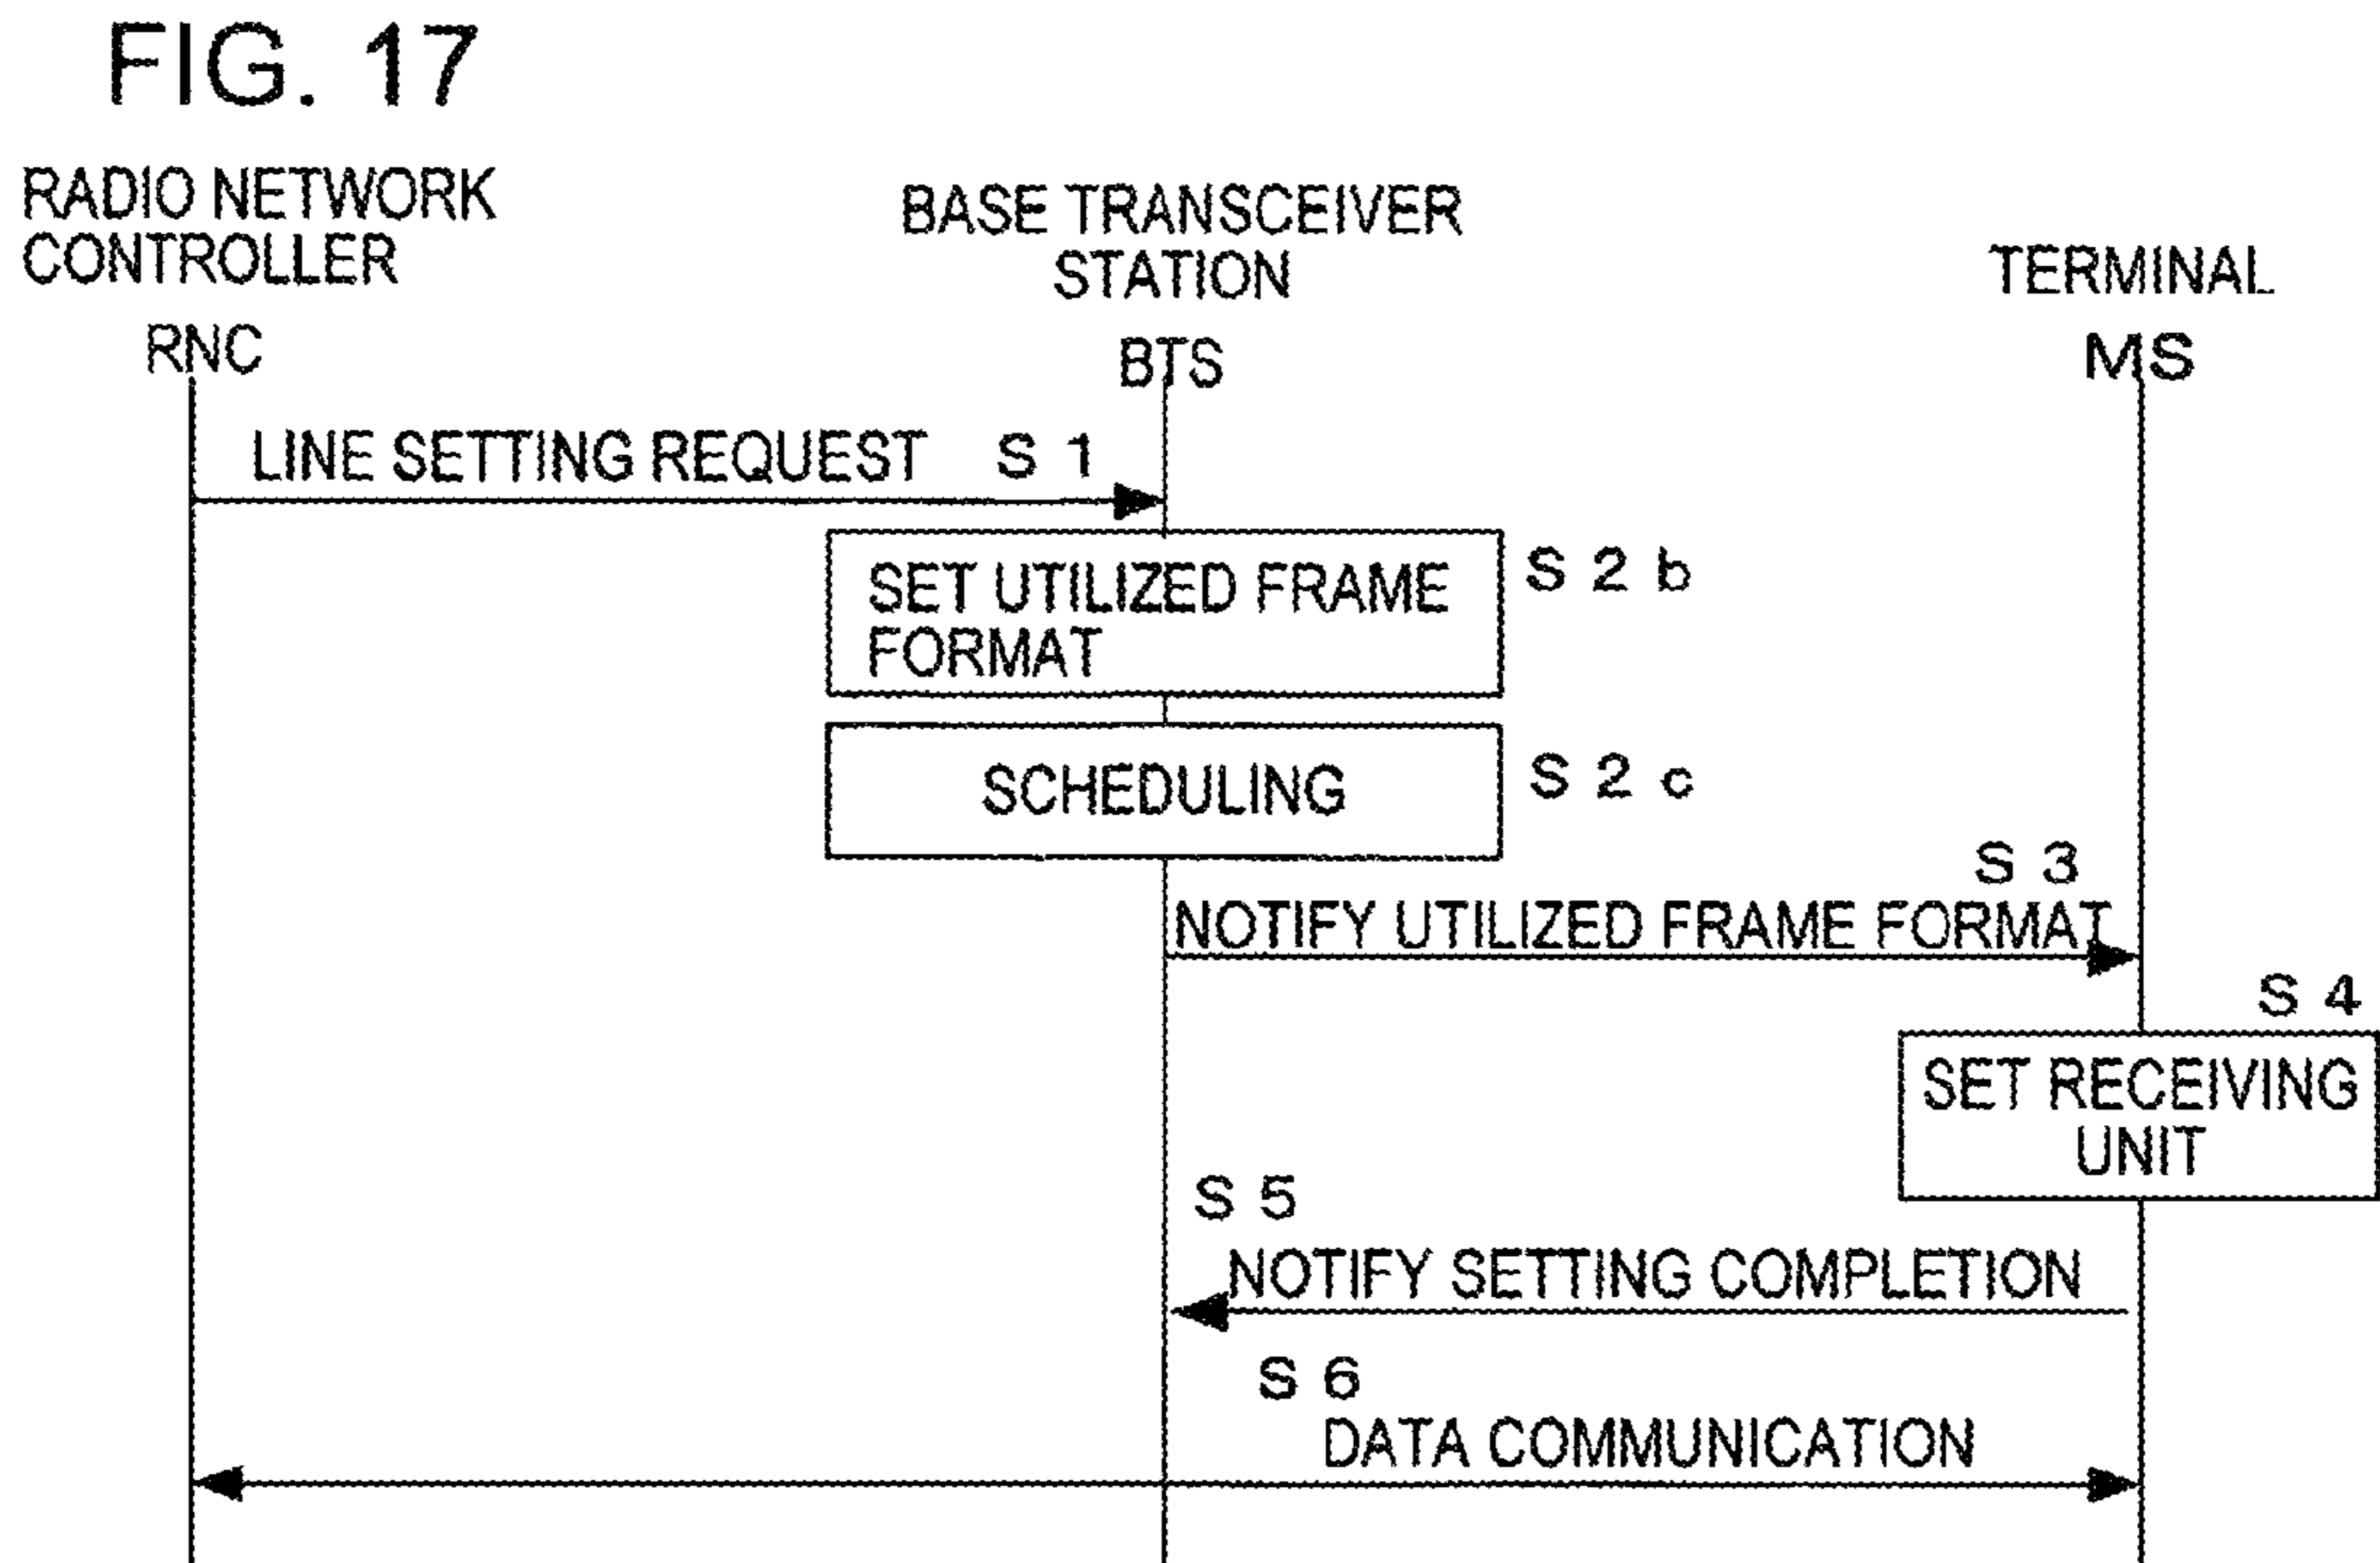 FIG. 17
RADIO NETWORK
CONTROLLER
RNC
BASE TRANSCEIVER
STATION
BTS
TERMINAL
MS
LINE SETTING REQUEST S 1
SET UTILIZED FRAME
FORMAT
S 2 b
SCHEDULING
S 2 c
S 3
NOTIFY UTILIZED FRAME FORMAT
S 4
SET RECEIVING
UNIT
S 5
NOTIFY SETTING COMPLETION
S 6
DATA COMMUNICATION